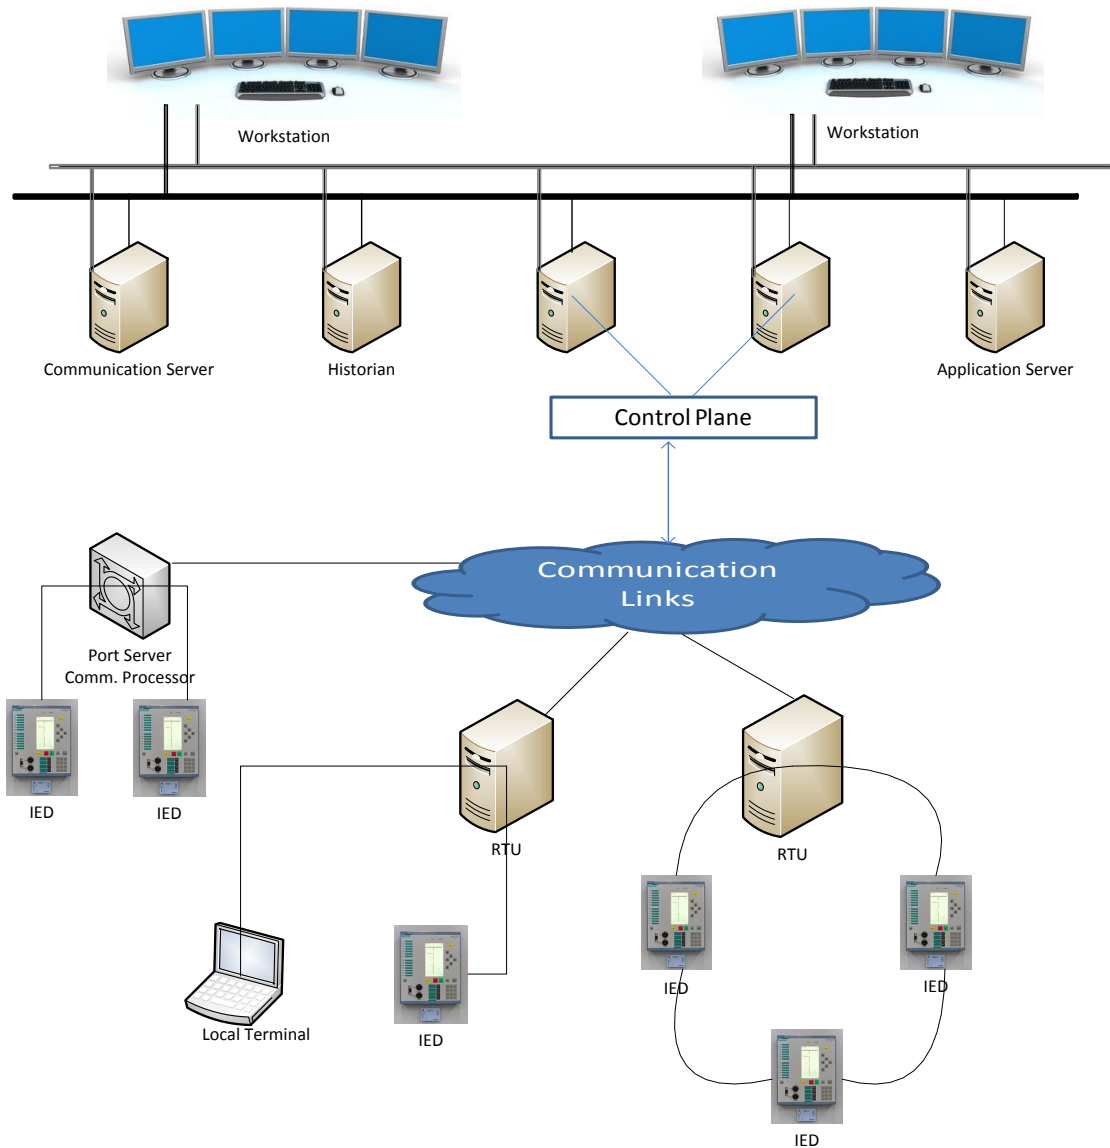 Workstation
Workstation
Communication Server
Historian
Application Server
Control Plane
Communication
Links
Port Server
Comm. Processor
IED
IED
RTU
RTU
Local Terminal
IED
IED
IED
IED